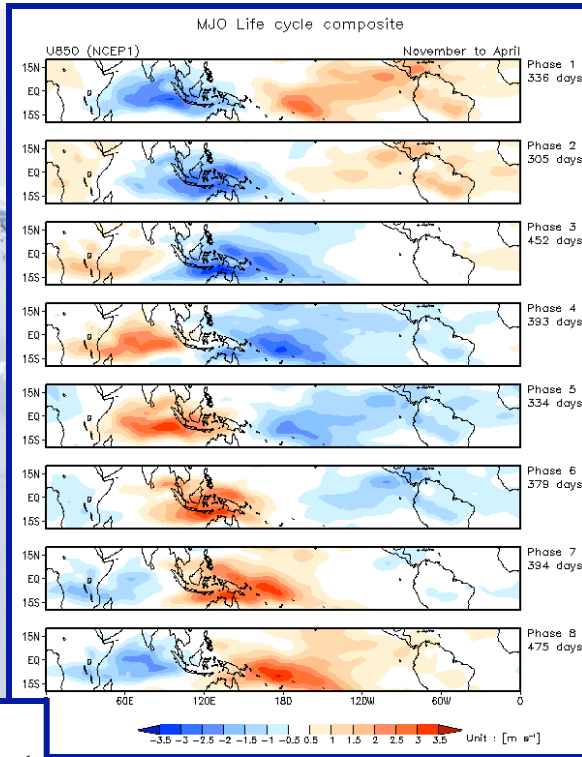 MJO Life cycle composite
U850 (NCEP1) November to April
15N
EQ
15S
Phase 1
336 days
15N
EQ
15S
Phase 2
305 days
15N
EQ
15S
Phase 3
452 days
15N
EQ
15S
Phase 4
393 days
15N
EQ
15S
Phase 5
334 days
15N
EQ
15S
Phase 6
379 days
15N
EQ
15S
Phase 7
394 days
15N
EQ
15S
Phase 8
475 days
60E 120E 180 120W 60W 0
-3.5 -3 -2.5 -2 -1.5 -1 -0.5 0.5 1 1.5 2 2.5 3 3.5 Unit : [m s⁻¹]